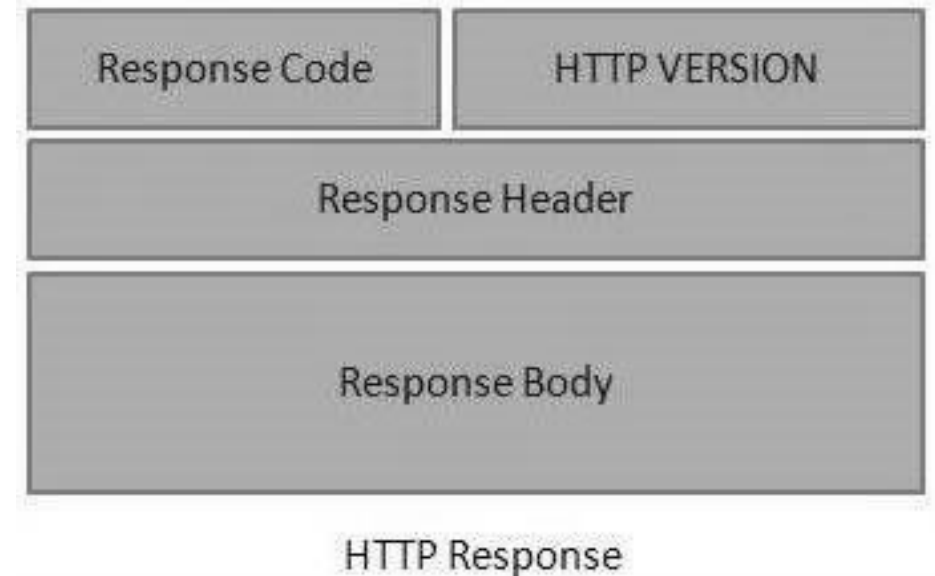 Response Code
HTTP VERSION
Response Header
Response Body
HTTP Response